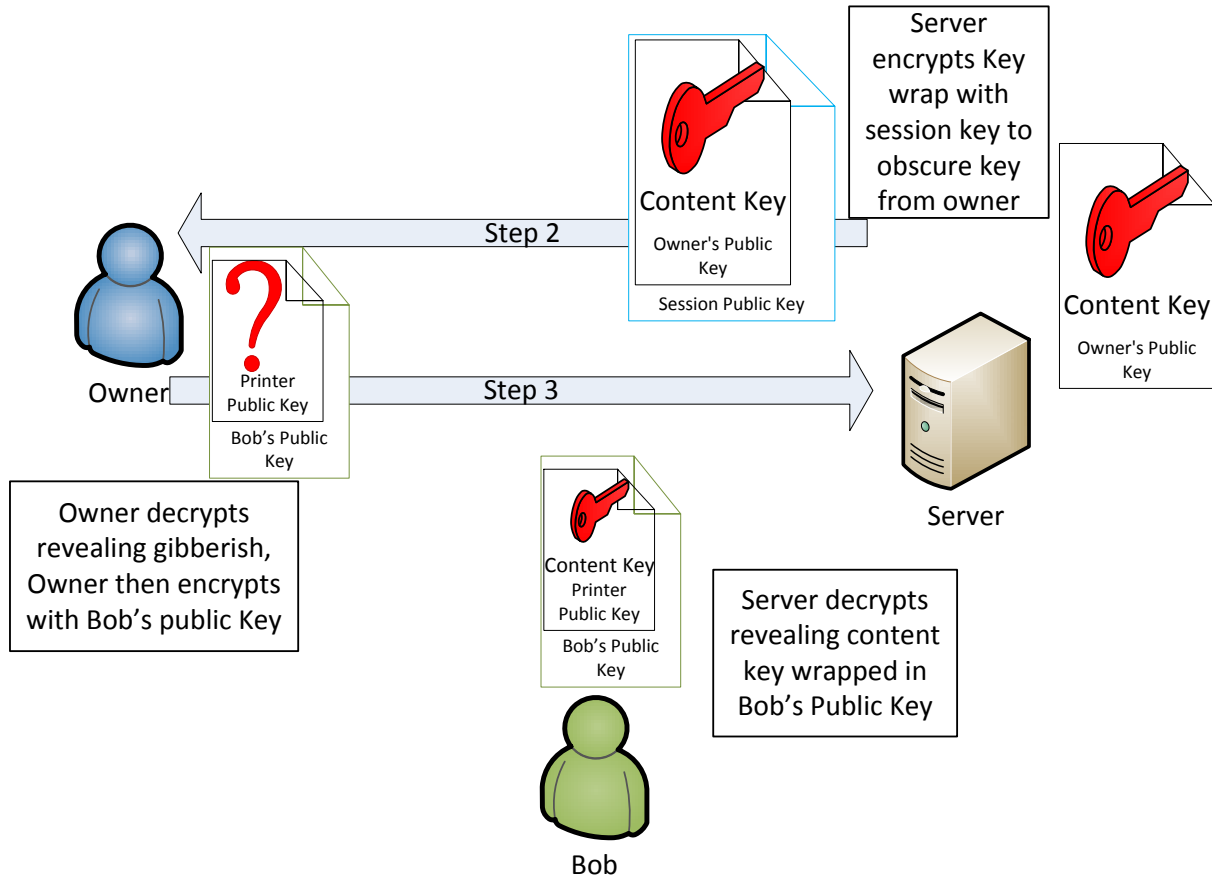 Server
encrypts Key
wrap with
session key to
obscure key
from owner
Content Key
Owner's Public
Key
Session Public Key
Step 2
Content Key
Owner's Public
Key
Owner
Printer
Public Key
Bob’s Public
Key
Step 3
Server
Owner decrypts
revealing gibberish,
Owner then encrypts
with Bob’s public Key
Content Key
Printer
Public Key
Bob’s Public
Key
Server decrypts
revealing content
key wrapped in
Bob’s Public Key
Bob